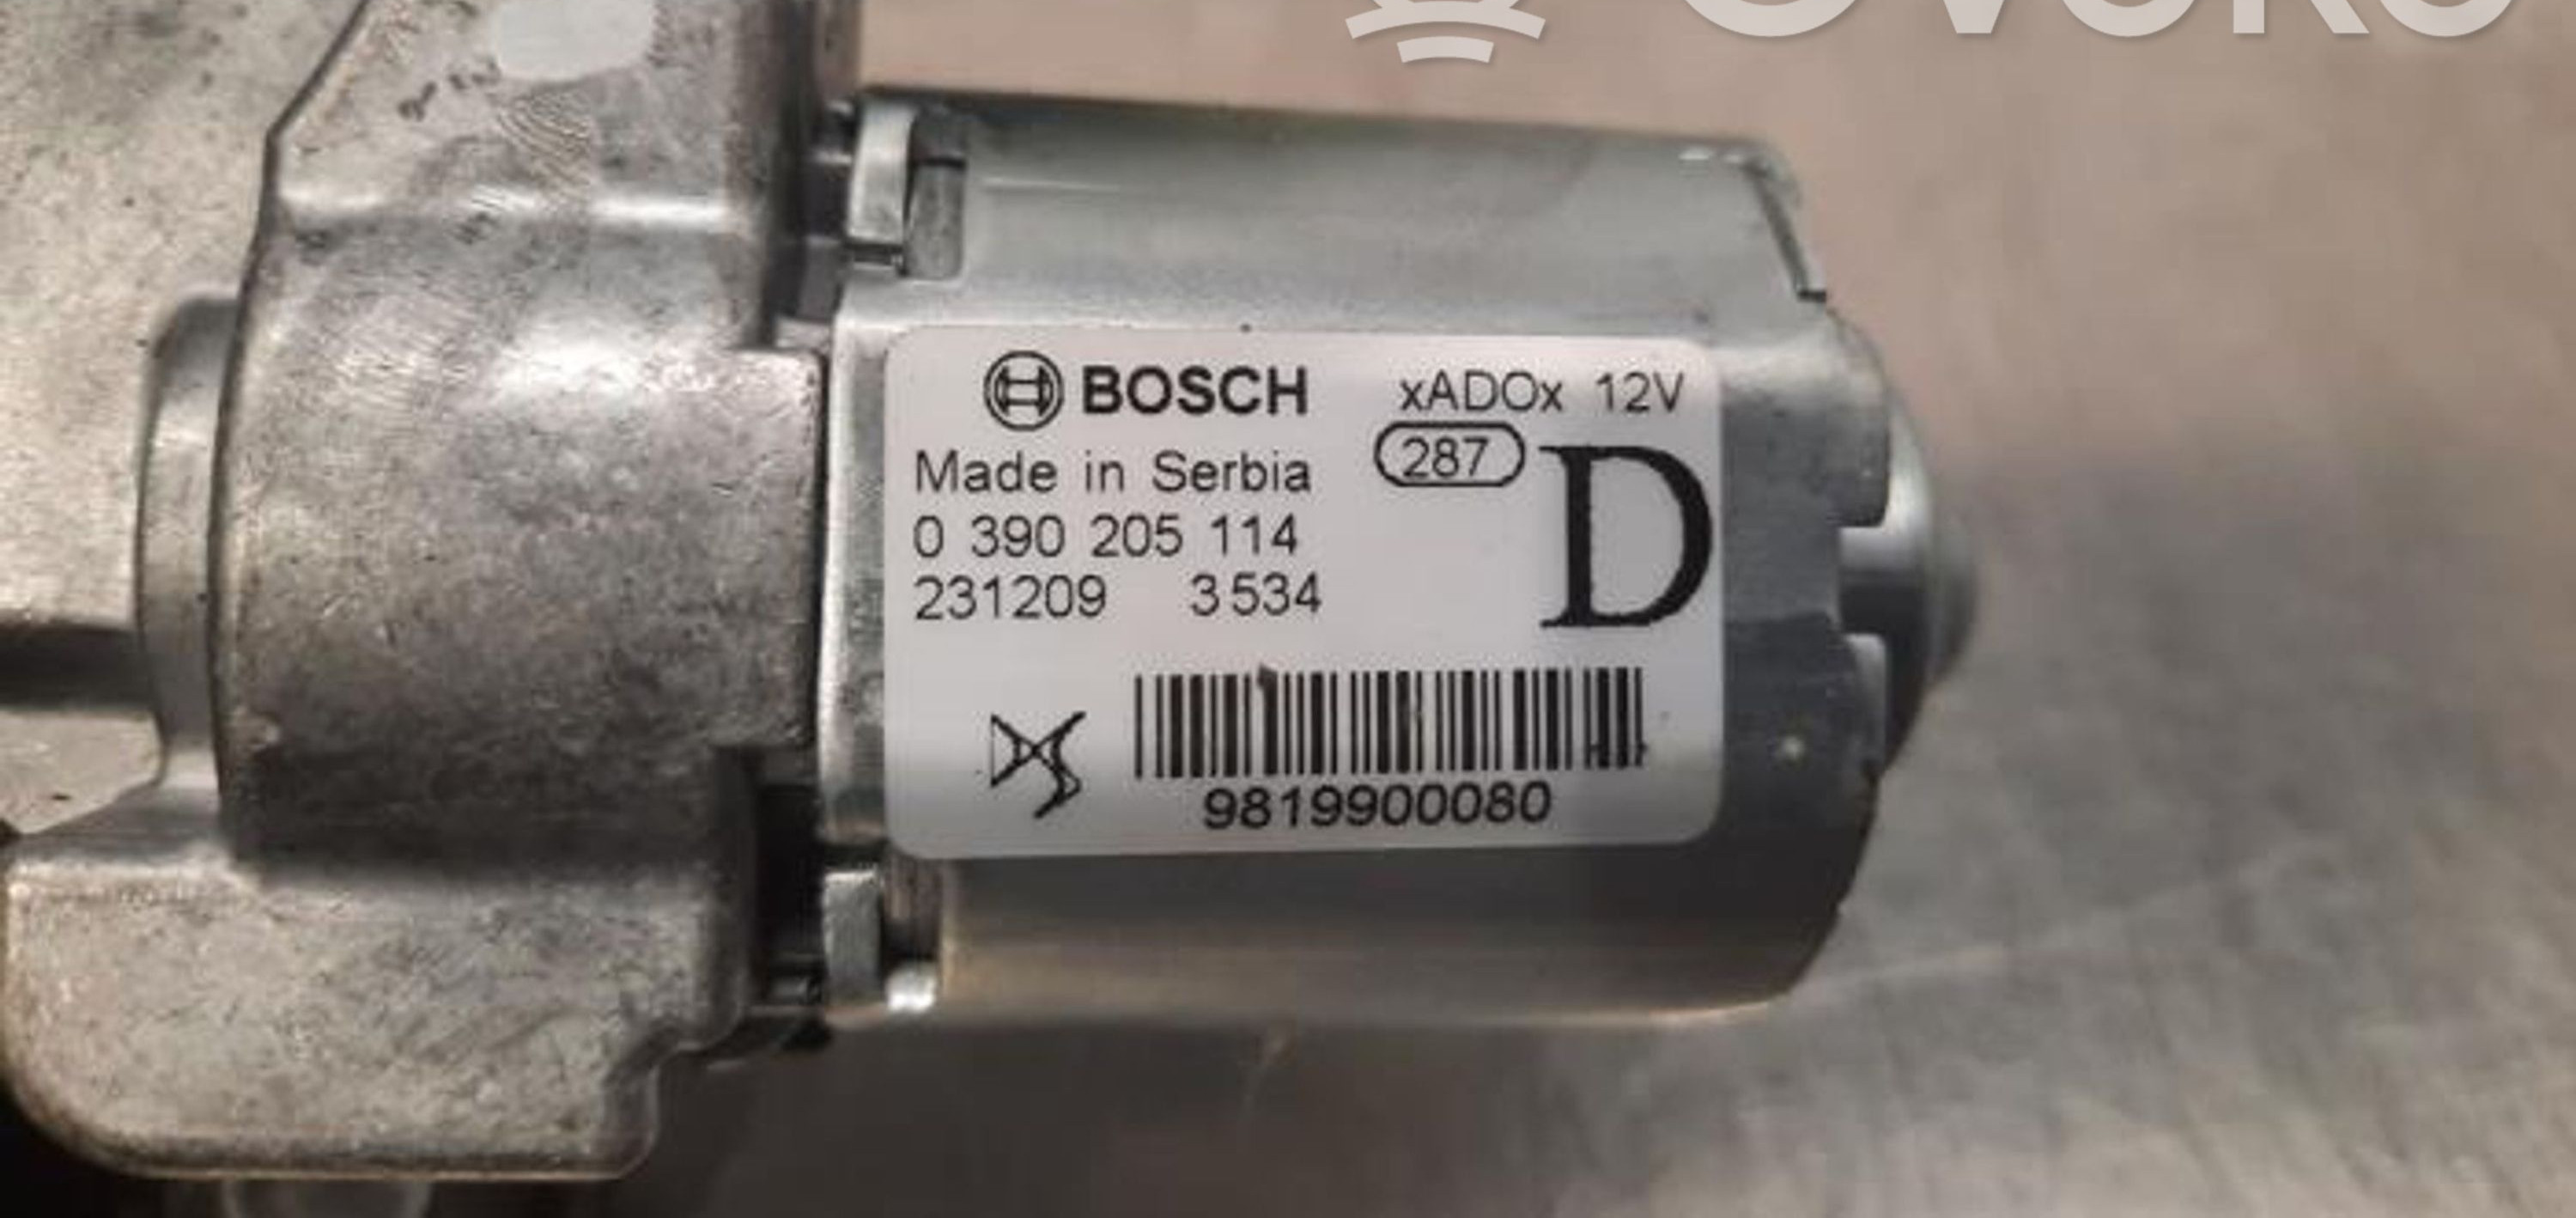 BOSCH xADOx 12V
Made in Serbia 287 D
0 390 205 114
231209 3534
9819900080